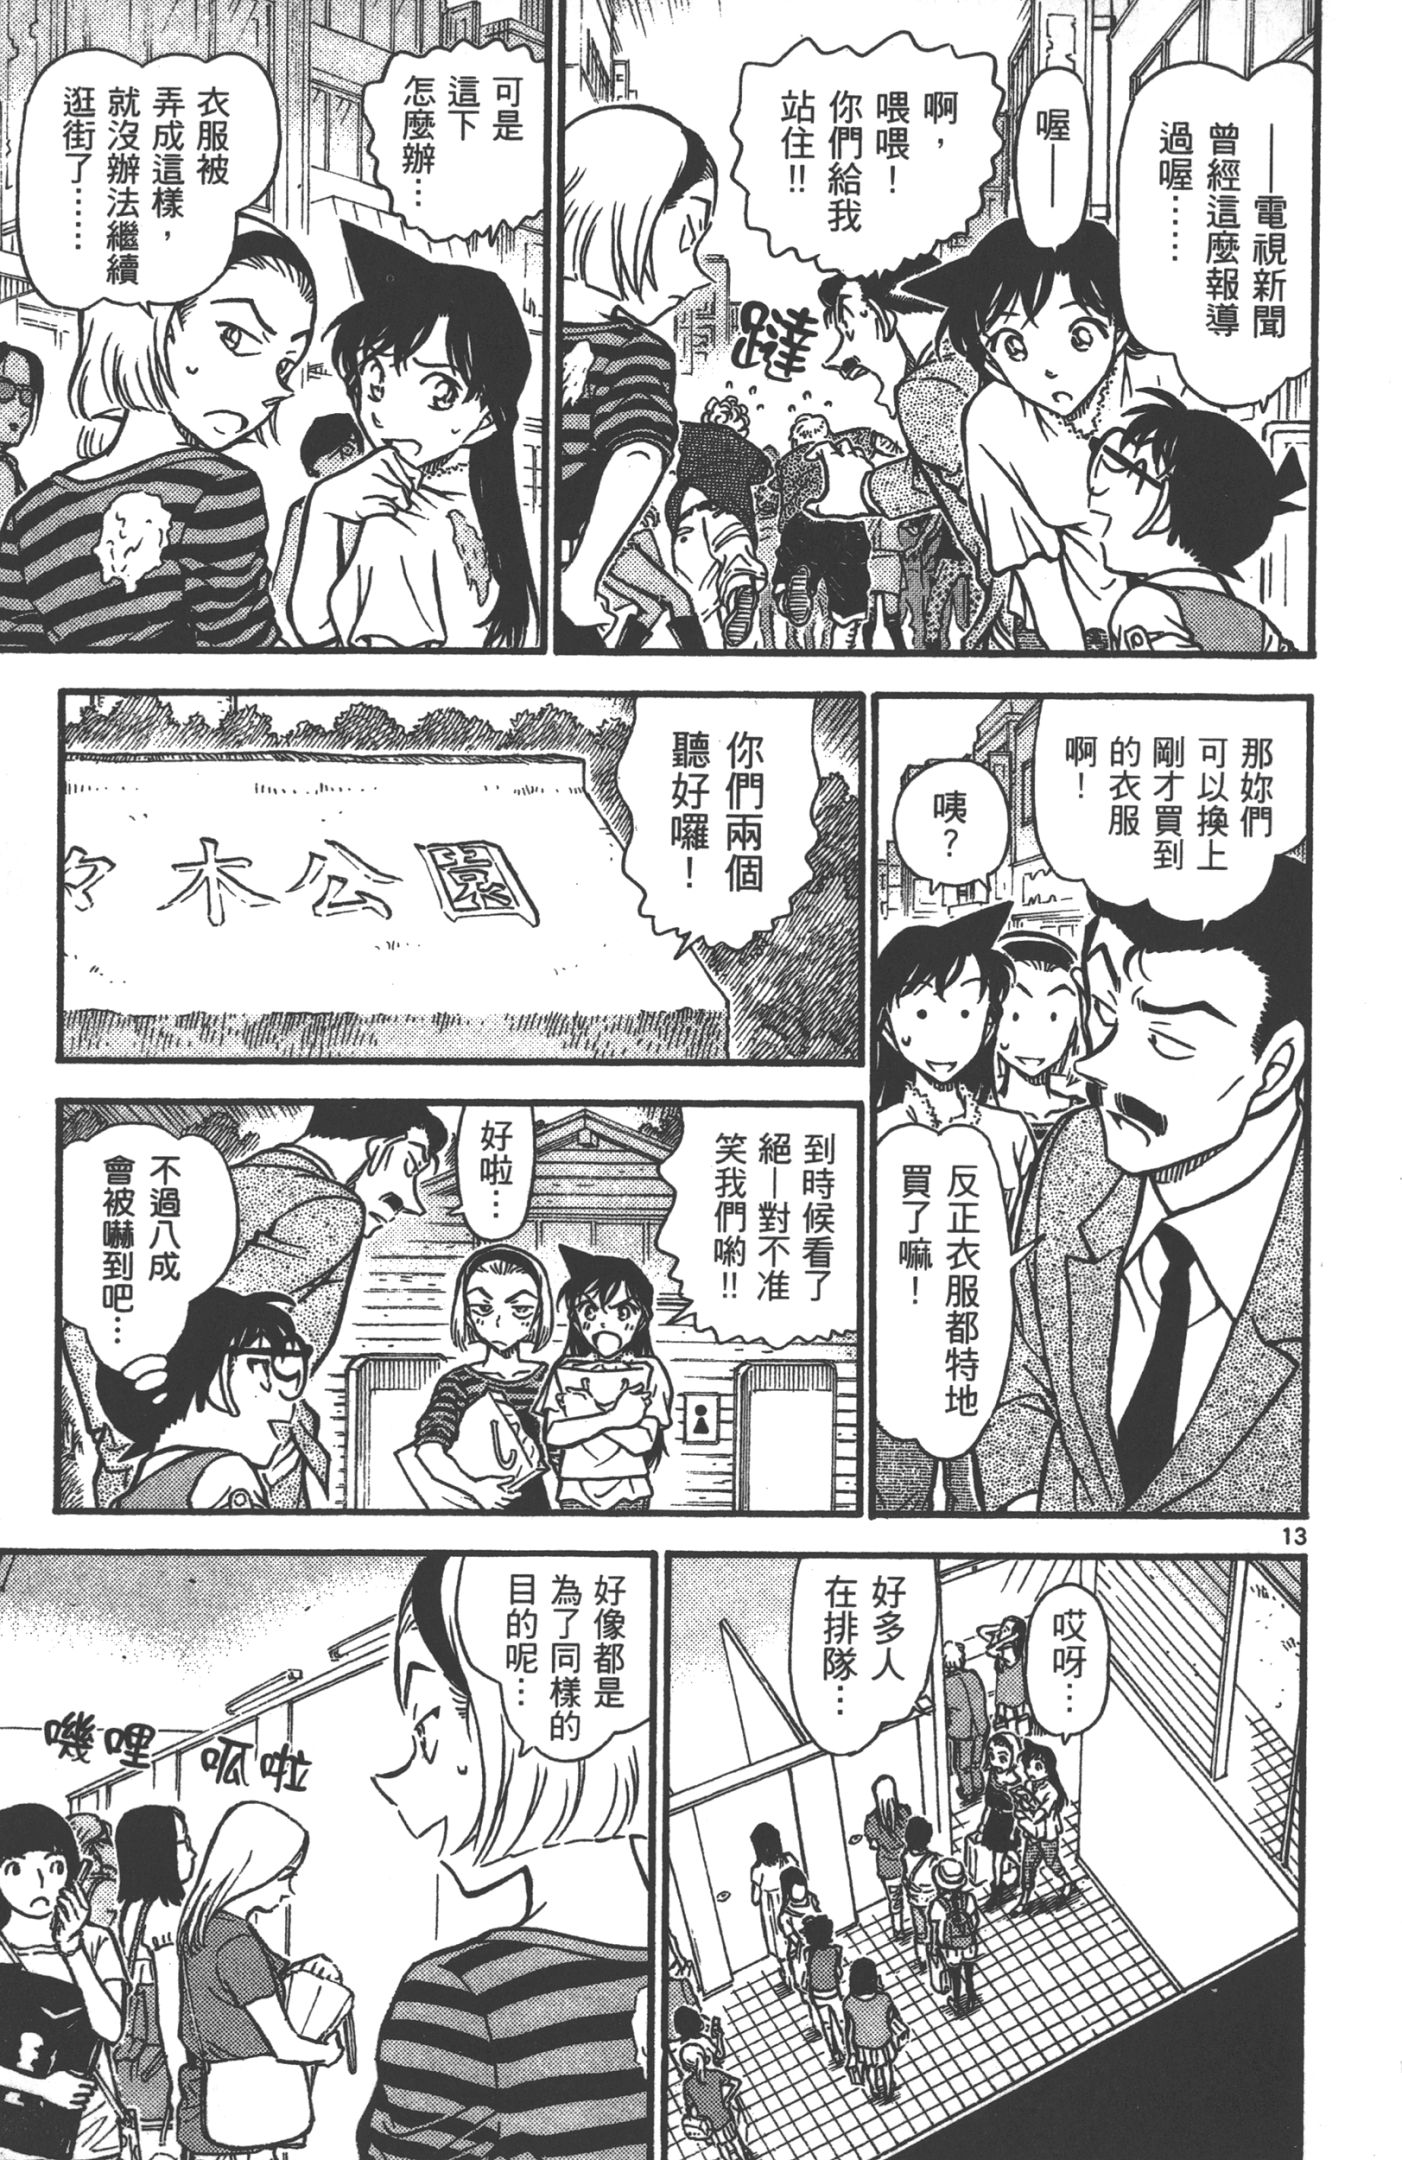 —電視新聞
曾經這麼報導
過喔……
喔—
啊，
喂喂！
你們給我
站住!!
躂
可是
這下
怎麼辦…
衣服被
弄成這樣，
就沒辦法繼續
逛街了……
那妳們
可以換上
剛才買到
的衣服
啊！
咦？
反正衣服都特地
買了嘛！
你們兩個
聽好囉！
々木公園
到時候看了
絕—對不准
笑我們喲!!
好啦…
不過八成
會被嚇到吧…
13
哎呀…
好多人
在排隊…
好像都是
為了同樣的
目的呢…
嘰哩
呱啦